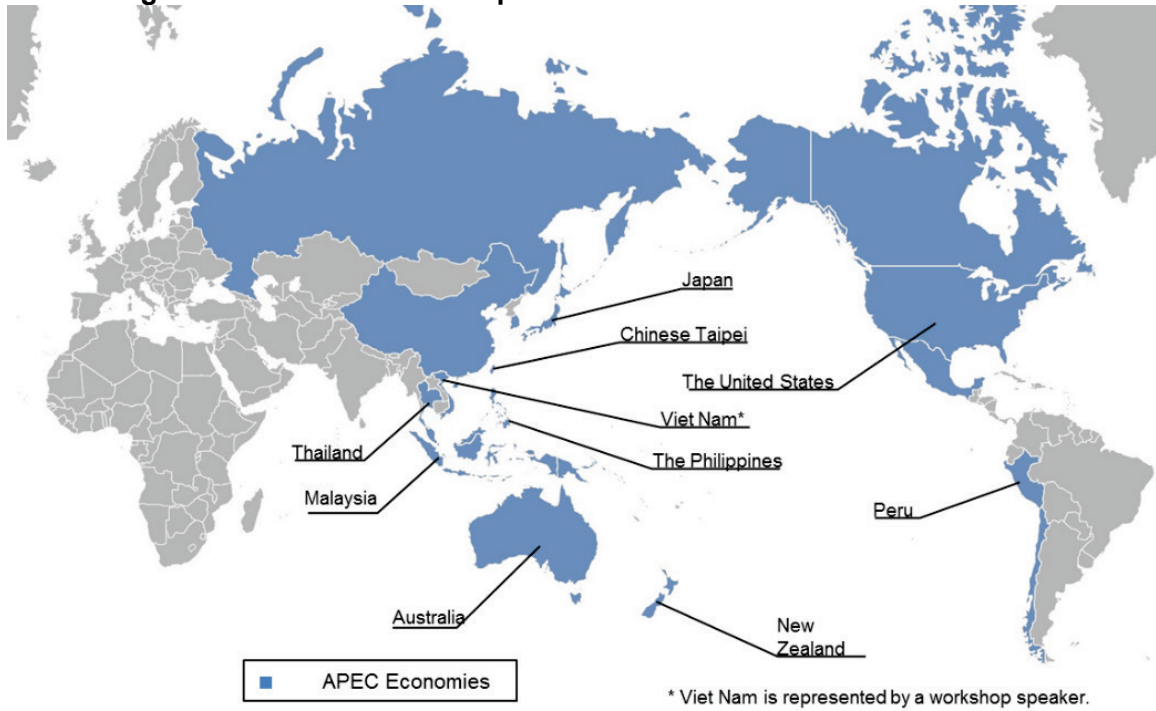 Japan
Chinese Taipei
The United States
Viet Nam*
Thailand
The Philippines
Malaysia
Peru
Australia
New
Zealand
APEC Economies
* Viet Nam is represented by a workshop speaker.